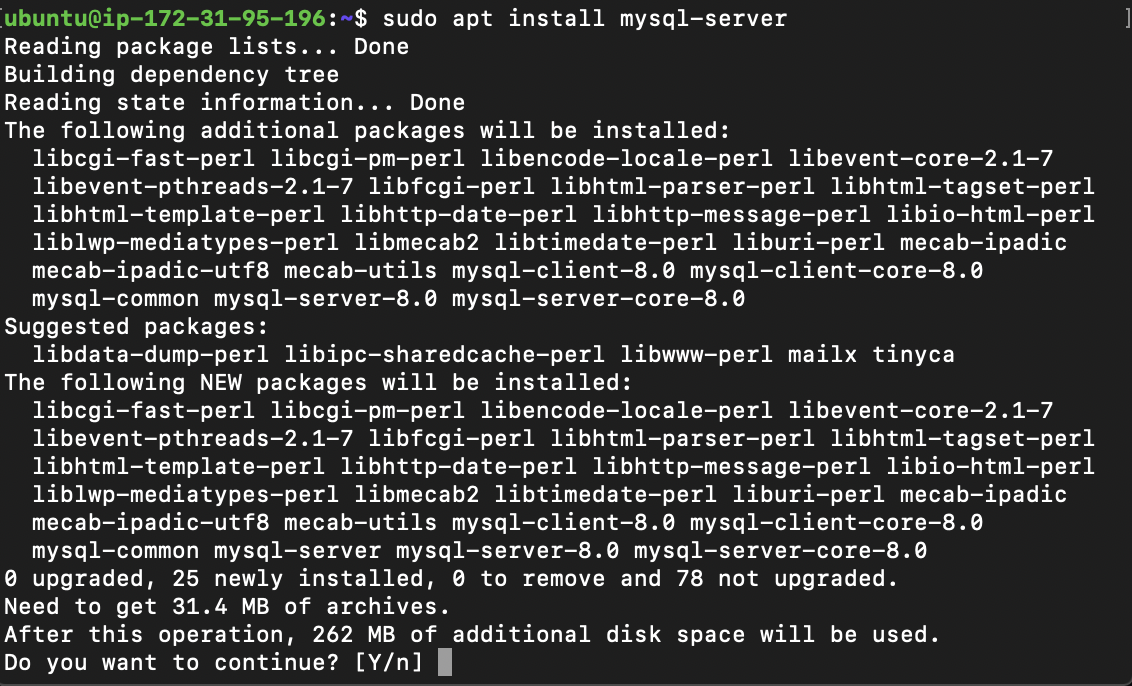 [ubuntu@ip-172-31-95-196:~$ sudo apt install mysql-server ]
Reading package lists... Done
Building dependency tree
Reading state information... Done
The following additional packages will be installed:
  libcgi-fast-perl libcgi-pm-perl libencode-locale-perl libevent-core-2.1-7
  libevent-pthreads-2.1-7 libfcgi-perl libhtml-parser-perl libhtml-tagset-perl
  libhtml-template-perl libhttp-date-perl libhttp-message-perl libio-html-perl
  liblwp-mediatypes-perl libmecab2 libtimedate-perl liburi-perl mecab-ipadic
  mecab-ipadic-utf8 mecab-utils mysql-client-8.0 mysql-client-core-8.0
  mysql-common mysql-server-8.0 mysql-server-core-8.0
Suggested packages:
  libdata-dump-perl libipc-sharedcache-perl libwww-perl mailx tinyca
The following NEW packages will be installed:
  libcgi-fast-perl libcgi-pm-perl libencode-locale-perl libevent-core-2.1-7
  libevent-pthreads-2.1-7 libfcgi-perl libhtml-parser-perl libhtml-tagset-perl
  libhtml-template-perl libhttp-date-perl libhttp-message-perl libio-html-perl
  liblwp-mediatypes-perl libmecab2 libtimedate-perl liburi-perl mecab-ipadic
  mecab-ipadic-utf8 mecab-utils mysql-client-8.0 mysql-client-core-8.0
  mysql-common mysql-server mysql-server-8.0 mysql-server-core-8.0
0 upgraded, 25 newly installed, 0 to remove and 78 not upgraded.
Need to get 31.4 MB of archives.
After this operation, 262 MB of additional disk space will be used.
Do you want to continue? [Y/n]